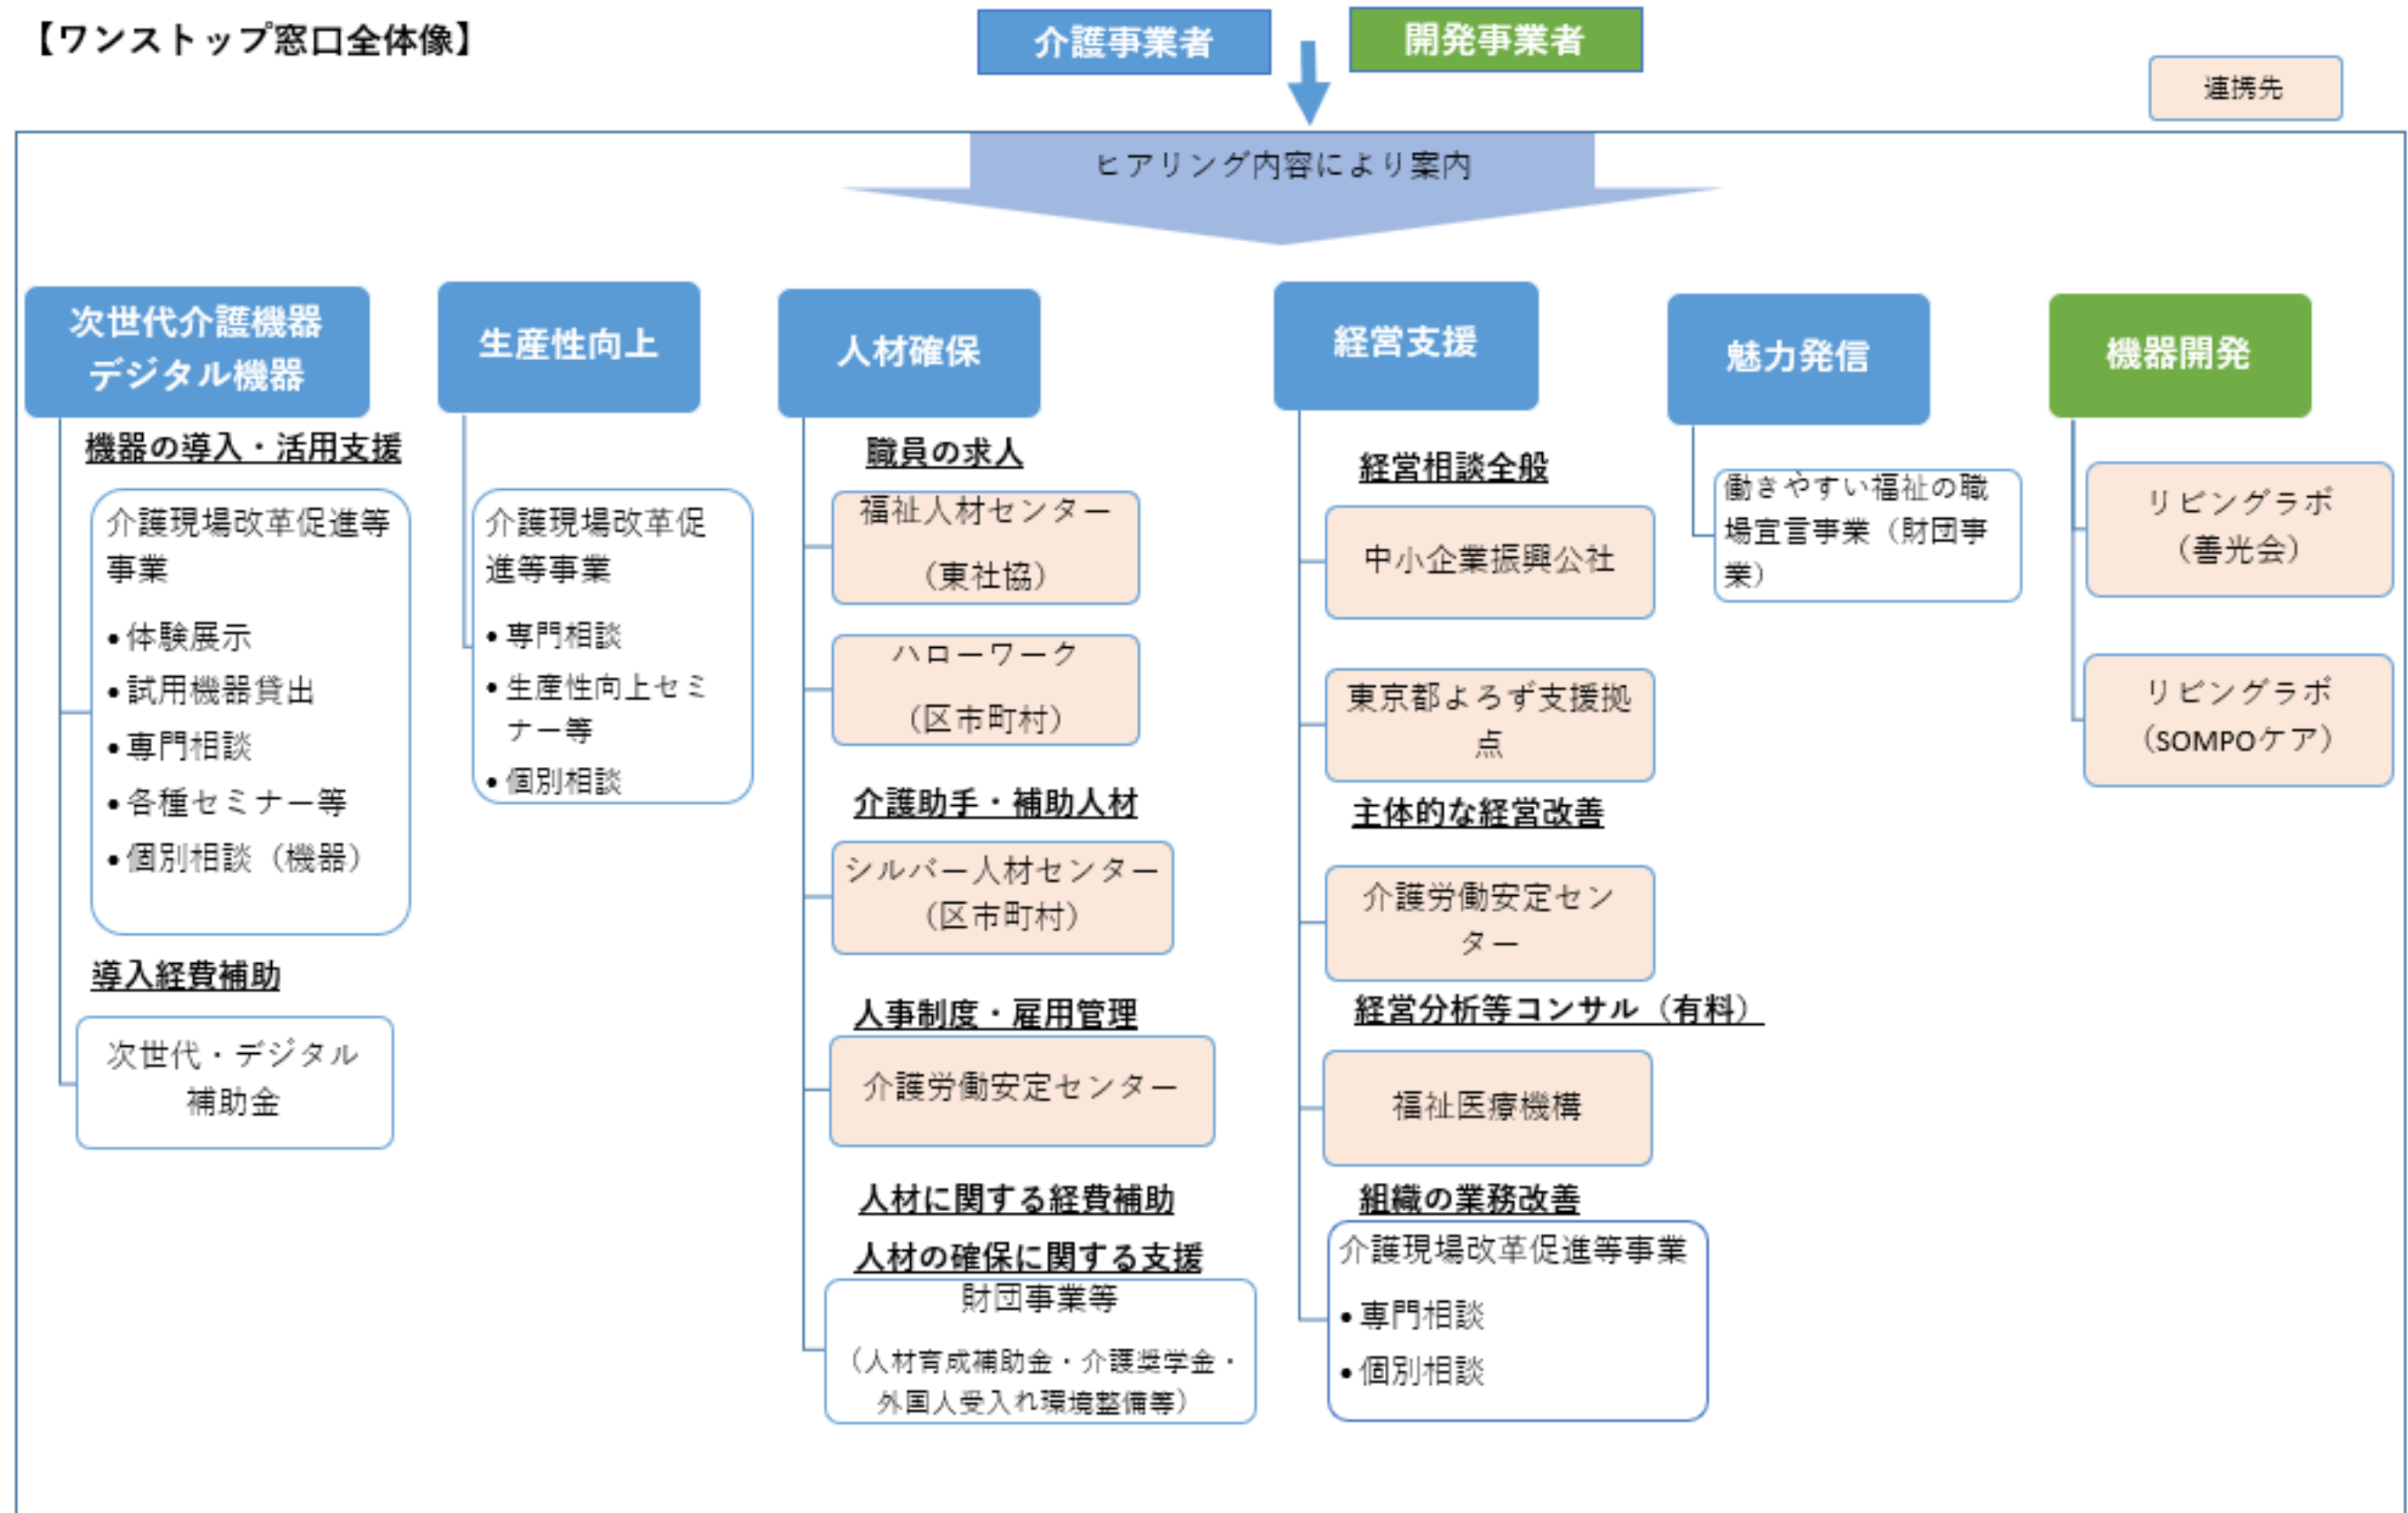 【ワンストップ窓口全体像】
介護事業者
開発事業者
連携先
ヒアリング内容により案内
次世代介護機器
デジタル機器
機器の導入・活用支援
介護現場改革促進等
事業
• 体験展示
• 試用機器貸出
• 専門相談
• 各種セミナー等
• 個別相談（機器）
導入経費補助
次世代・デジタル
補助金
生産性向上
介護現場改革促
進等事業
• 専門相談
• 生産性向上セミ
ナー等
• 個別相談
人材確保
職員の求人
福祉人材センター
（東社協）
ハローワーク
（区市町村）
介護助手・補助人材
シルバー人材センター
（区市町村）
人事制度・雇用管理
介護労働安定センター
人材に関する経費補助
人材の確保に関する支援
財団事業等
（人材育成補助金・介護奨学金・
外国人受入れ環境整備等）
経営支援
経営相談全般
中小企業振興公社
東京都よろず支援拠
点
主体的な経営改善
介護労働安定セン
ター
経営分析等コンサル（有料）
福祉医療機構
組織の業務改善
介護現場改革促進等事業
• 専門相談
• 個別相談
魅力発信
働きやすい福祉の職
場宣言事業（財団事
業）
機器開発
リビングラボ
（善光会）
リビングラボ
（SOMPOケア）